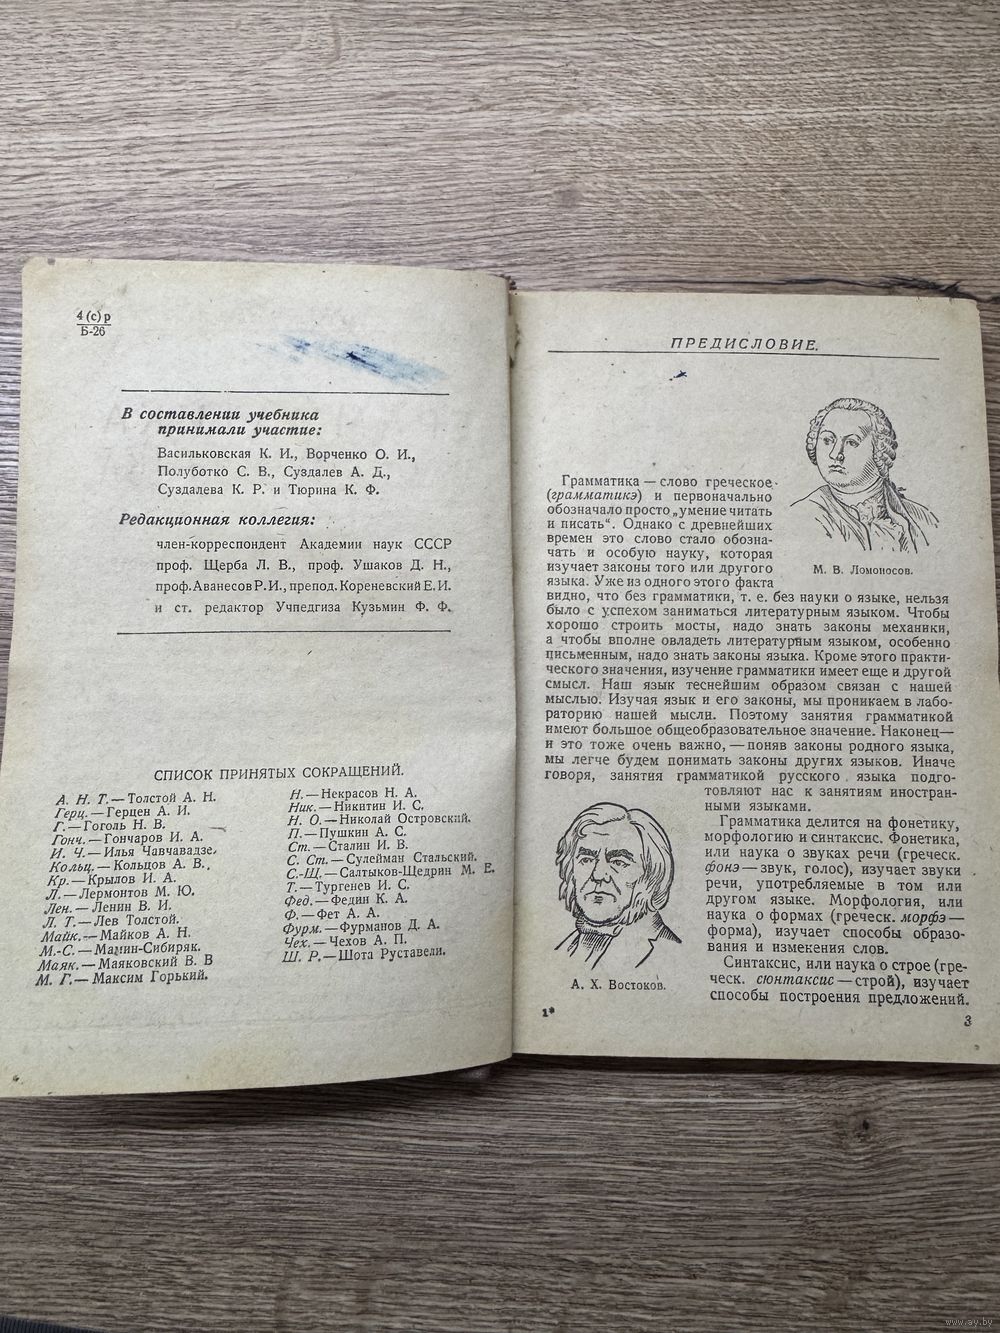 4 (с) р
Б-26
В составлении учебника
принимали участие:
Васильковская К. И., Ворченко О. И.,
Полуботко С. В., Суздалев А. Д.,
Суздалева К. Р. и Тюрина К. Ф.
Редакционная коллегия:
член-корреспондент Академии наук СССР
проф. Щерба Л. В., проф. Ушаков Д. Н.,
проф. Аванесов Р. И., препод. Кореневский Е. И.
и ст. редактор Учпедгиза Кузьмин Ф. Ф.
СПИСОК ПРИНЯТЫХ СОКРАЩЕНИЙ.
А. Н. Т. — Толстой А. Н.
Герц. — Герцен А. И.
Г. — Гоголь Н. В.
Гонч. — Гончаров И. А.
И. Ч. — Илья Чавчавадзе.
Кольц. — Кольцов А. В.
Кр. — Крылов И. А.
Л. — Лермонтов М. Ю.
Лен. — Ленин В. И.
Л. Т. — Лев Толстой.
Майк. — Майков А. Н.
М.-С. — Мамин-Сибиряк.
Маяк. — Маяковский В. В
М. Г. — Максим Горький.
Н. — Некрасов Н. А.
Ник. — Никитин И. С.
Н. О. — Николай Островский.
П. — Пушкин А. С.
Ст. — Сталин И. В.
С. Ст. — Сулейман Стальский.
С.-Щ. — Салтыков-Щедрин М. Е.
Т. — Тургенев И. С.
Фед. — Федин К. А.
Ф. — Фет А. А.
Фурм. — Фурманов Д. А.
Чех. — Чехов А. П.
Ш. Р. — Шота Руставели.
ПРЕДИСЛОВИЕ.
Грамматика — слово греческое
(грамматикэ) и первоначально
обозначало просто „умение читать
и писать“. Однако с древнейших
времен это слово стало обозна-
чать и особую науку, которая
изучает законы того или другого
языка. Уже из одного этого факта
М. В. Ломоносов.
видно, что без грамматики, т. е. без науки о языке, нельзя
было с успехом заниматься литературным языком. Чтобы
хорошо строить мосты, надо знать законы механики,
а чтобы вполне овладеть литературным языком, особенно
письменным, надо знать законы языка. Кроме этого практи-
ческого значения, изучение грамматики имеет еще и другой
смысл. Наш язык теснейшим образом связан с нашей
мыслью. Изучая язык и его законы, мы проникаем в лабо-
раторию нашей мысли. Поэтому занятия грамматикой
имеют большое общеобразовательное значение. Наконец —
и это тоже очень важно, — поняв законы родного языка,
мы легче будем понимать законы других языков. Иначе
говоря, занятия грамматикой русского языка подго-
товляют нас к занятиям иностран-
ными языками.
Грамматика делится на фонетику,
морфологию и синтаксис. Фонетика,
или наука о звуках речи (греческ.
фонэ — звук, голос), изучает звуки
речи, употребляемые в том или
другом языке. Морфология, или
наука о формах (греческ. морфэ —
форма), изучает способы образо-
вания и изменения слов.
Синтаксис, или наука о строе (гре-
ческ. сюнтаксис — строй), изучает
способы построения предложений.
А. Х. Востоков.
1*
3
www.ay.by